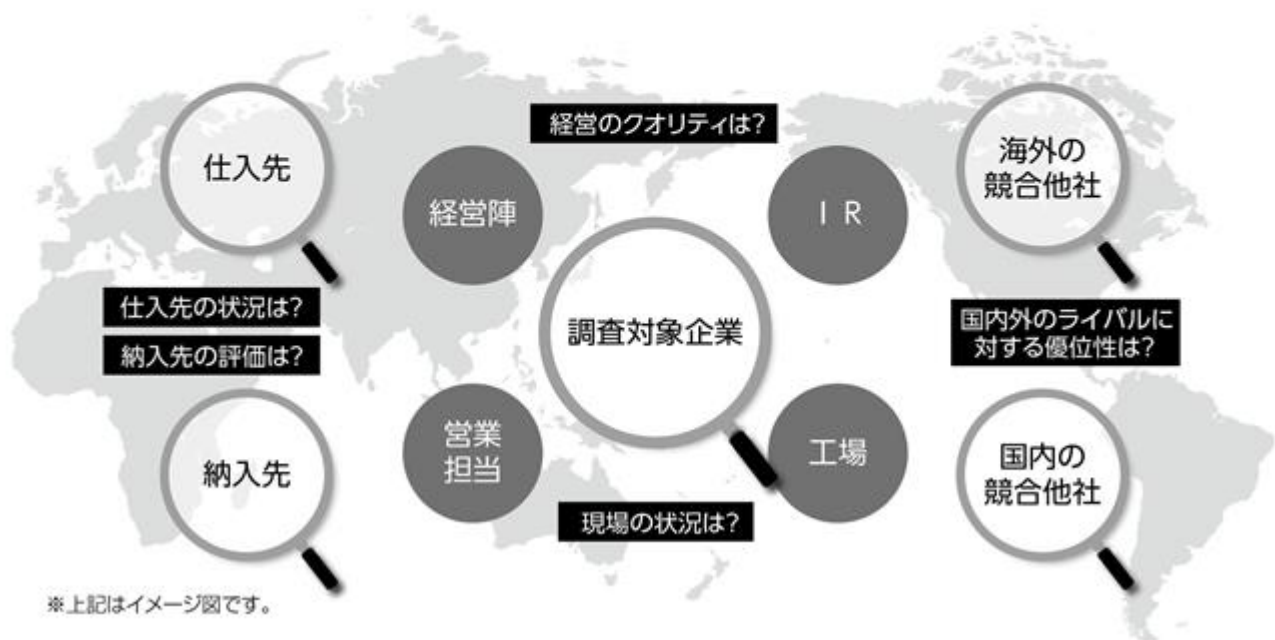 経営のクオリティは?
仕入先
経営陣
I R
海外の
競合他社
仕入先の状況は?
納入先の評価は?
調査対象企業
国内外のライバルに
対する優位性は?
納入先
営業
担当
工場
国内の
競合他社
現場の状況は?
※上記はイメージ図です。